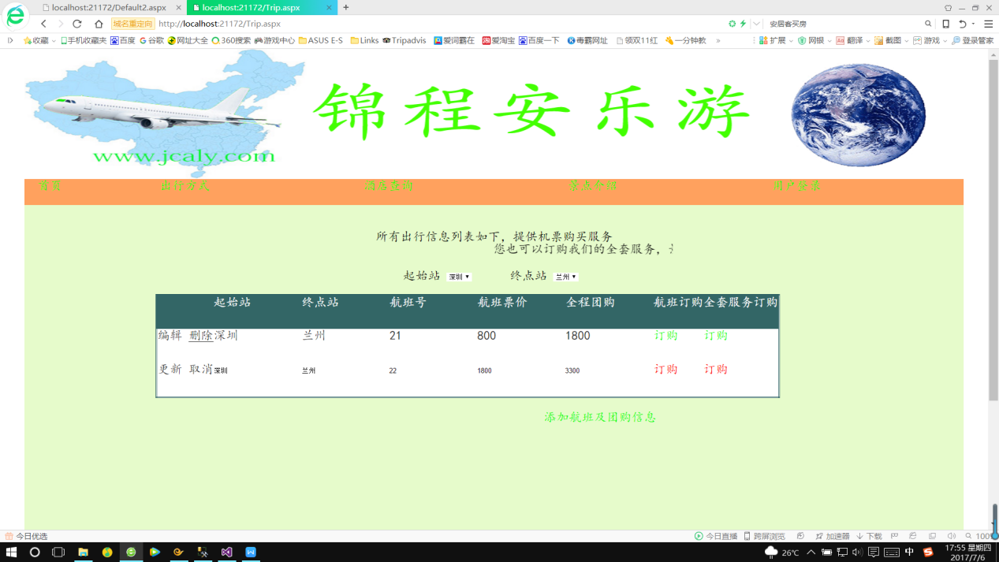 localhost:21172/Default2.aspx
localhost:21172/Trip.aspx
域名重定向 http://localhost:21172/Trip.aspx
安居客买房
收藏 手机收藏夹 百度 谷歌 网址大全 360搜索 游戏中心 ASUS E-S Links Tripadvis 爱词霸在 爱淘宝 百度一下 毒霸网址 领双11红 一分钟教 » 扩展 网银 翻译 截图 游戏 登录管家
锦程安乐游
www.jcaly.com
首页 出行方式 酒店查询 景点介绍 用户登录
所有出行信息列表如下，提供机票购买服务
您也可以订购我们的全套服务，
起始站 深圳 终点站 兰州
起始站 终点站 航班号 航班票价 全程团购 航班订购 全套服务订购
编辑 删除 深圳 兰州 21 800 1800 订购 订购
更新 取消 深圳 兰州 22 1800 3300 订购 订购
添加航班及团购信息
今日优选
今日直播 跨屏浏览 加速器 下载 100%
26℃ 中 17:55 星期四
2017/7/6